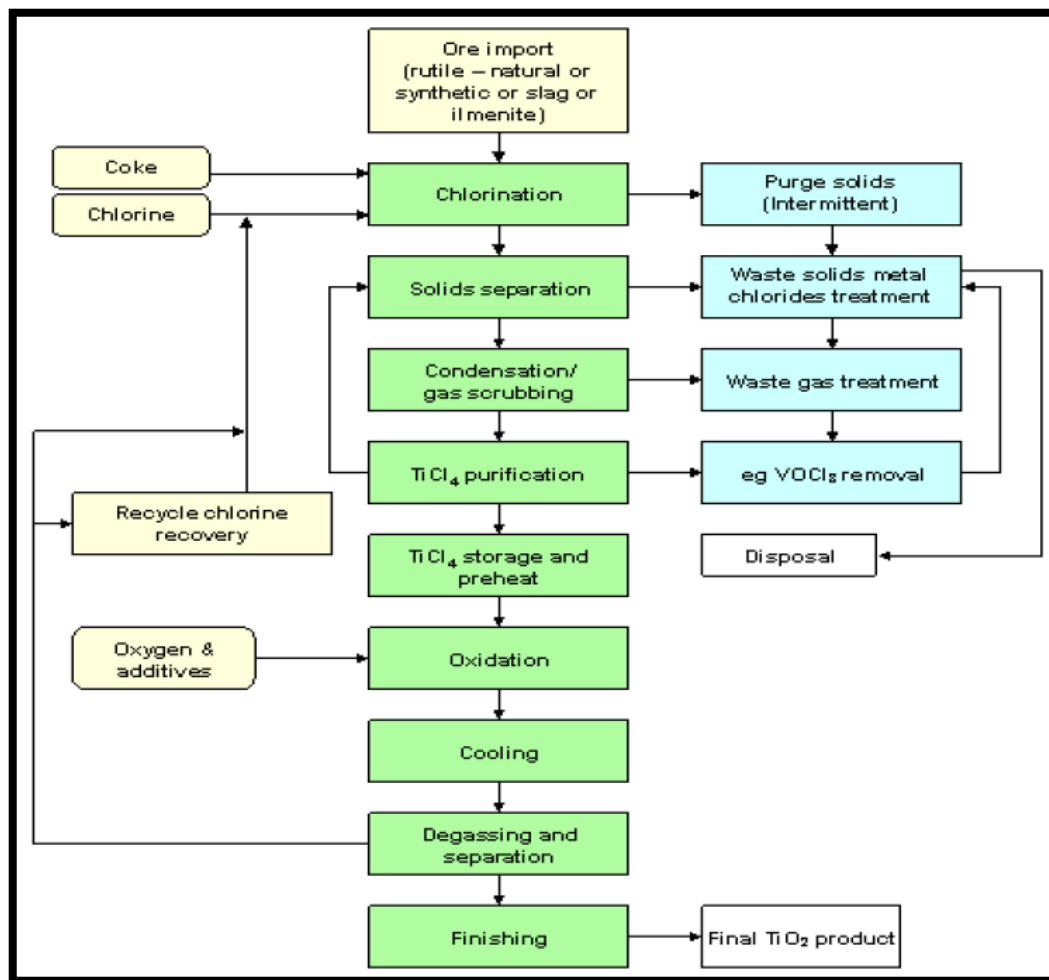 Ore import
(rutile – natural or
synthetic or slag or
ilmenite)
Coke
Chlorine
Chlorination
Purge solids
(Intermittent)
Solids separation
Waste solids metal
chlorides treatment
Condensation/
gas scrubbing
Waste gas treatment
TiCl₄ purification
eg VOCl₃ removal
Recycle chlorine
recovery
TiCl₄ storage and
preheat
Disposal
Oxygen &
additives
Oxidation
Cooling
Degassing and
separation
Finishing
Final TiO₂ product